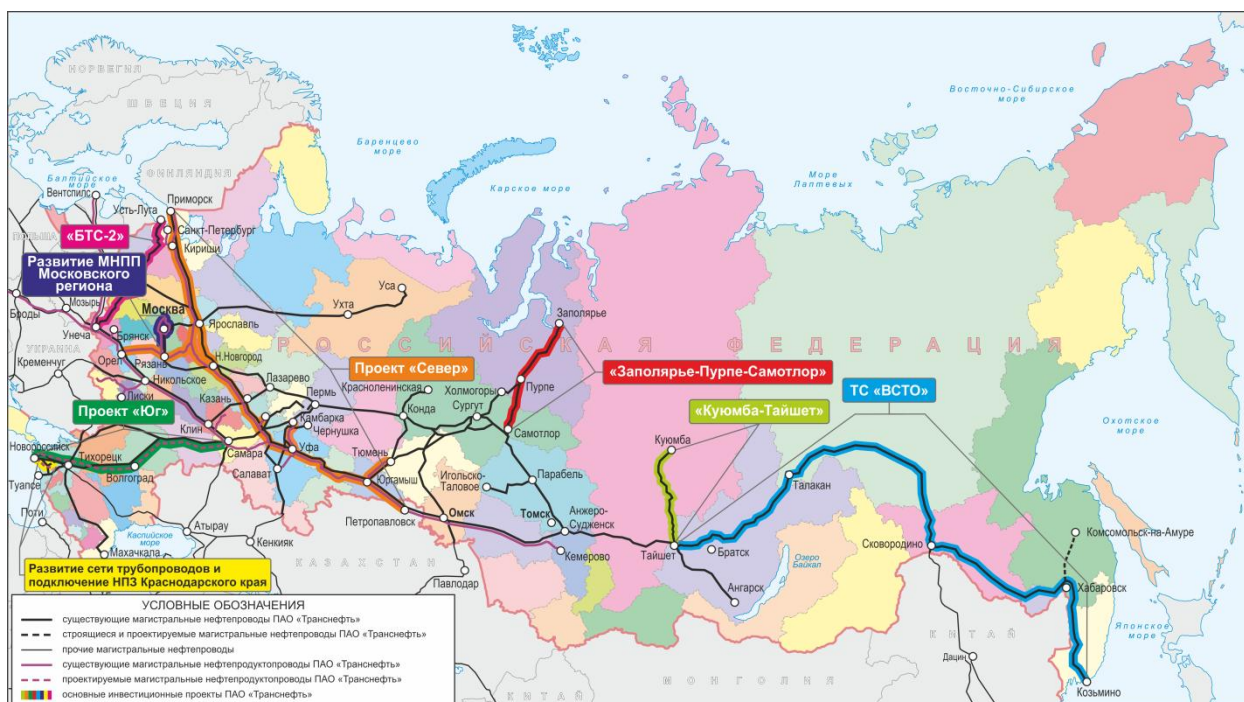 НОРВЕГИЯ
ШВЕЦИЯ
ФИНЛЯНДИЯ
Балтийское
море
Вентспилс
Приморск
Усть-Луга
Санкт-Петербург
Кириши
«БТС-2»
Развитие МНПП
Московского
региона
Баренцево
море
Карское море
Море
Лаптевых
Восточно-Сибирское
море
Охотское
море
Японское
море
Уса
Ухта
Заполярье
Москва
Ярославль
Мозырь
Броды
Унеча
Брянск
УКРАИНА
Кременчуг
Орел
Рязань
Н.Новгород
Никольское
Лиски
Казань
Лазарево
Пермь
Камбарка
Чернушка
Клин
Самара
Уфа
Салават
РОССИЙСКАЯ ФЕДЕРАЦИЯ
Проект «Север»
«Заполярье-Пурпе-Самотлор»
ТС «ВСТО»
«Куюмба-Тайшет»
Проект «Юг»
Красноленинская
Холмогоры
Пурпе
Конда
Сургут
Самотлор
Тюмень
Юргамыш
Игольско-
Таловое
Парабель
Петропавловск
Омск
Томск
Анжеро-
Судженск
Кемерово
Павлодар
Куюмба
Тайшет
Братск
Ангарск
Озеро
Байкал
Талакан
Сковородино
Комсомольск-на-Амуре
Хабаровск
Козьмино
Дацин
КИТАЙ
КИТАЙ
МОНГОЛИЯ
КАЗАХСТАН
Новороссийск
Тихорецк
Волгоград
Туапсе
Поти
Каспийское
море
Махачкала
Атырау
Кенкияк
Развитие сети трубопроводов и
подключение НПЗ Краснодарского края
УСЛОВНЫЕ ОБОЗНАЧЕНИЯ
существующие магистральные нефтепроводы ПАО «Транснефть»
строящиеся и проектируемые магистральные нефтепроводы ПАО «Транснефть»
прочие магистральные нефтепроводы
существующие магистральные нефтепродуктопроводы ПАО «Транснефть»
проектируемые магистральные нефтепродуктопроводы ПАО «Транснефть»
основные инвестиционные проекты ПАО «Транснефть»